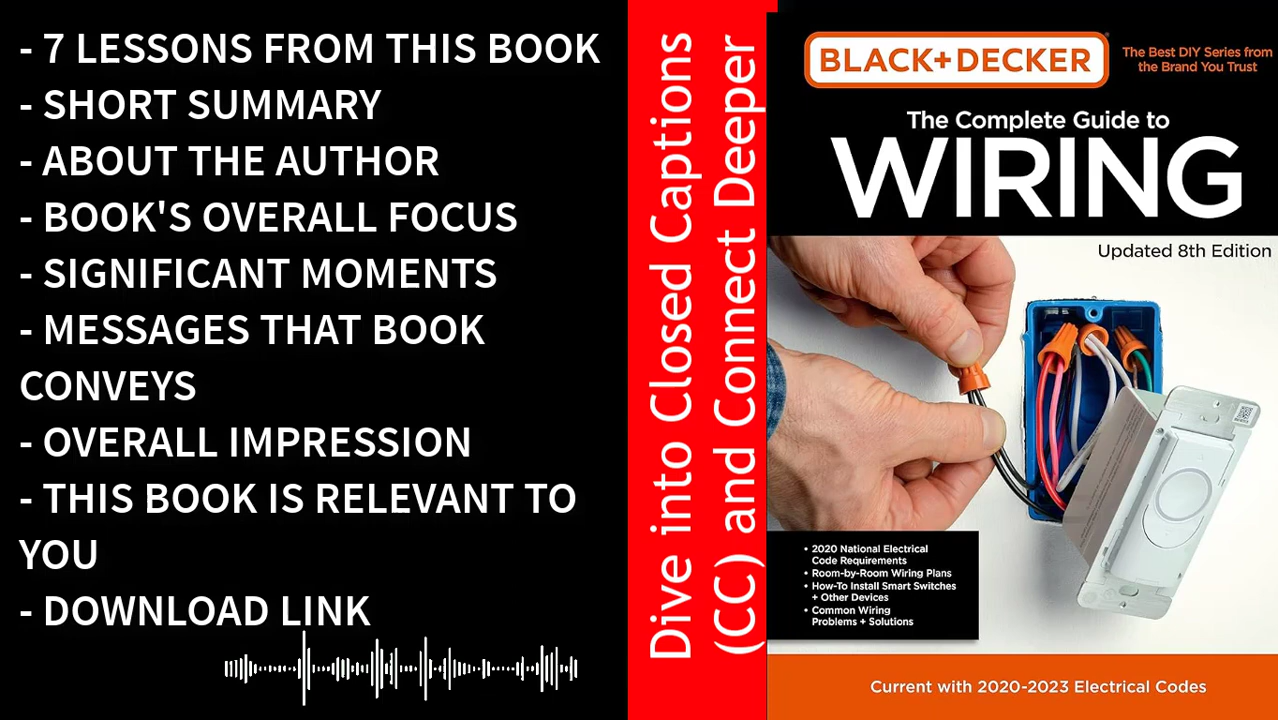 - 7 LESSONS FROM THIS BOOK
- SHORT SUMMARY
- ABOUT THE AUTHOR
- BOOK'S OVERALL FOCUS
- SIGNIFICANT MOMENTS
- MESSAGES THAT BOOK
CONVEYS
- OVERALL IMPRESSION
- THIS BOOK IS RELEVANT TO
YOU
- DOWNLOAD LINK
Dive into Closed Captions
(CC) and Connect Deeper
BLACK+DECKER
The Best DIY Series from
the Brand You Trust
The Complete Guide to
WIRING
Updated 8th Edition
• 2020 National Electrical
Code Requirements
• Room-by-Room Wiring Plans
• How-To Install Smart Switches
+ Other Devices
• Common Wiring
Problems + Solutions
Current with 2020-2023 Electrical Codes